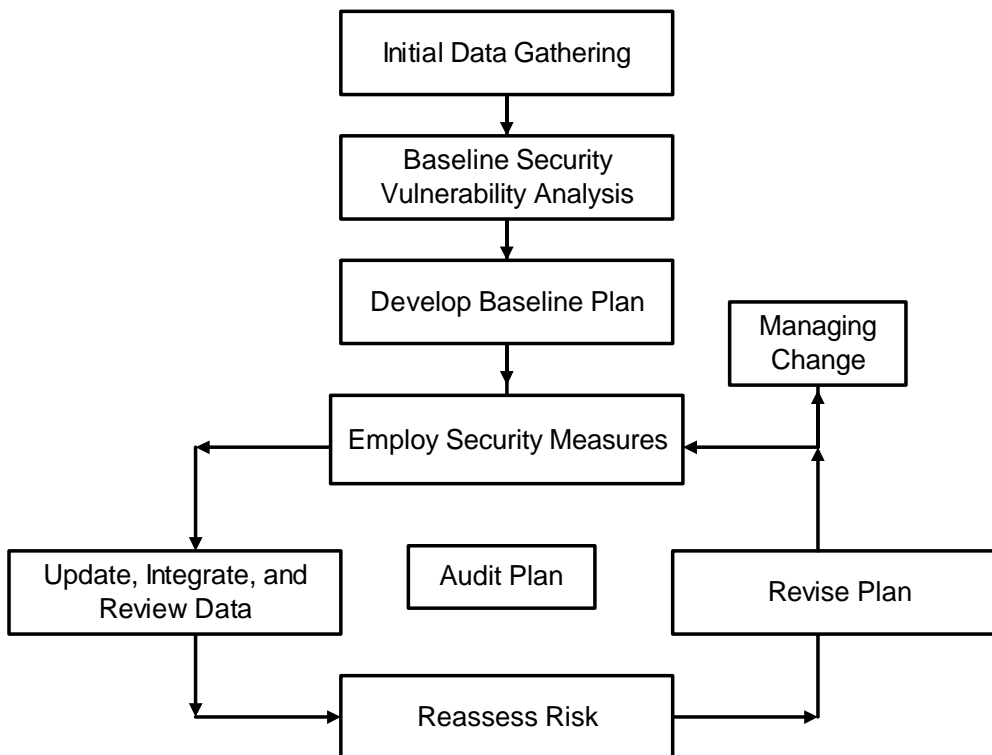 Initial Data Gathering
Baseline Security
Vulnerability Analysis
Develop Baseline Plan
Managing
Change
Employ Security Measures
Update, Integrate, and
Review Data
Audit Plan
Revise Plan
Reassess Risk